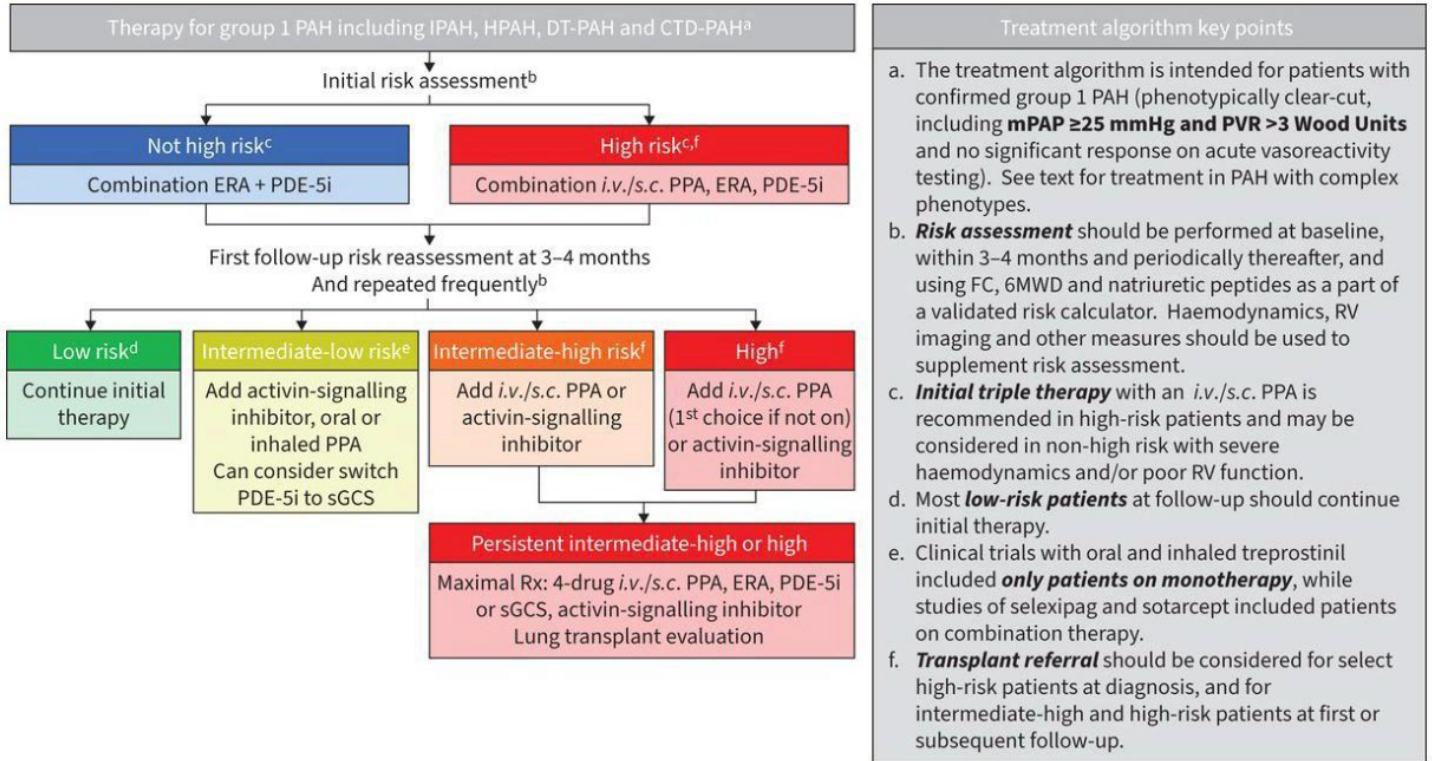 Therapy for group 1 PAH including IPAH, HPAH, DT-PAH and CTD-PAHᵃ
Initial risk assessmentᵇ
Not high riskᶜ
Combination ERA + PDE-5i
High riskᶜ,ᶠ
Combination i.v./s.c. PPA, ERA, PDE-5i
First follow-up risk reassessment at 3–4 months
And repeated frequentlyᵇ
Low riskᵈ
Continue initial
therapy
Intermediate-low riskᵉ
Add activin-signalling
inhibitor, oral or
inhaled PPA
Can consider switch
PDE-5i to sGCS
Intermediate-high riskᶠ
Add i.v./s.c. PPA or
activin-signalling
inhibitor
Highᶠ
Add i.v./s.c. PPA
(1ˢᵗ choice if not on)
or activin-signalling
inhibitor
Persistent intermediate-high or high
Maximal Rx: 4-drug i.v./s.c. PPA, ERA, PDE-5i
or sGCS, activin-signalling inhibitor
Lung transplant evaluation
Treatment algorithm key points
a. The treatment algorithm is intended for patients with
confirmed group 1 PAH (phenotypically clear-cut,
including mPAP ≥25 mmHg and PVR >3 Wood Units
and no significant response on acute vasoreactivity
testing). See text for treatment in PAH with complex
phenotypes.
b. Risk assessment should be performed at baseline,
within 3–4 months and periodically thereafter, and
using FC, 6MWD and natriuretic peptides as a part of
a validated risk calculator. Haemodynamics, RV
imaging and other measures should be used to
supplement risk assessment.
c. Initial triple therapy with an i.v./s.c. PPA is
recommended in high-risk patients and may be
considered in non-high risk with severe
haemodynamics and/or poor RV function.
d. Most low-risk patients at follow-up should continue
initial therapy.
e. Clinical trials with oral and inhaled treprostinil
included only patients on monotherapy, while
studies of selexipag and sotarcept included patients
on combination therapy.
f. Transplant referral should be considered for select
high-risk patients at diagnosis, and for
intermediate-high and high-risk patients at first or
subsequent follow-up.